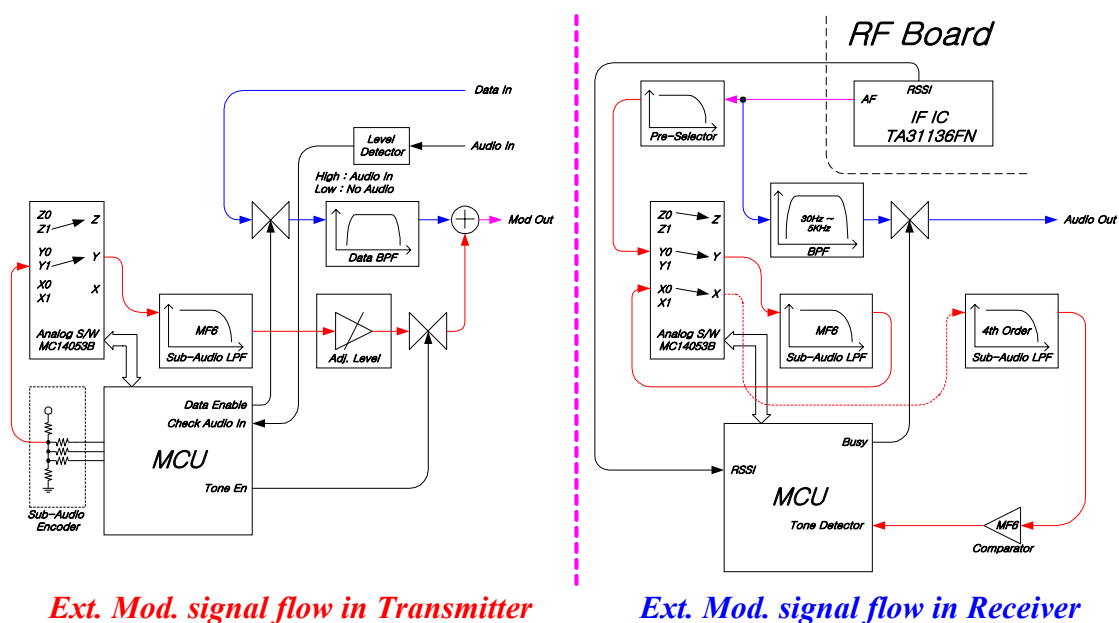 Data In
Level
Detector
Audio In
High : Audio In
Low : No Audio
Z0
Z1
Z
Y0
Y1
Y
X0
X1
X
Analog S/W
MC14053B
Data BPF
Mod Out
MF6
Sub-Audio LPF
Adj. Level
Data Enable
Check Audio In
MCU
Tone En
Sub-Audio
Encoder
Ext. Mod. signal flow in Transmitter
RF Board
RSSI
AF
IF IC
TA31136FN
Pre-Selector
Z0
Z1
Z
Y0
Y1
Y
X0
X1
X
Analog S/W
MC14053B
30Hz ~
5KHz
BPF
Audio Out
MF6
Sub-Audio LPF
4th Order
Sub-Audio LPF
Busy
RSSI
MCU
Tone Detector
MF6
Comparator
Ext. Mod. signal flow in Receiver